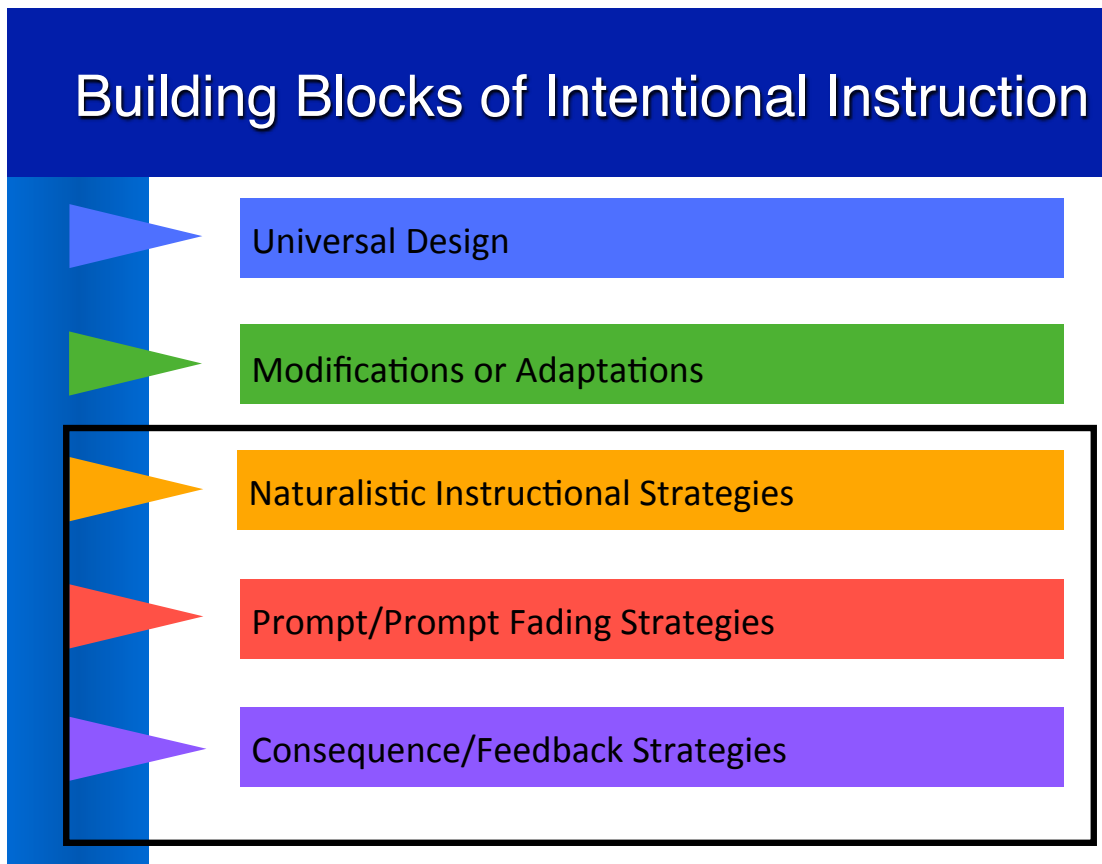 Building Blocks of Intentional Instruction
Universal Design
Modifications or Adaptations
Naturalistic Instructional Strategies
Prompt/Prompt Fading Strategies
Consequence/Feedback Strategies